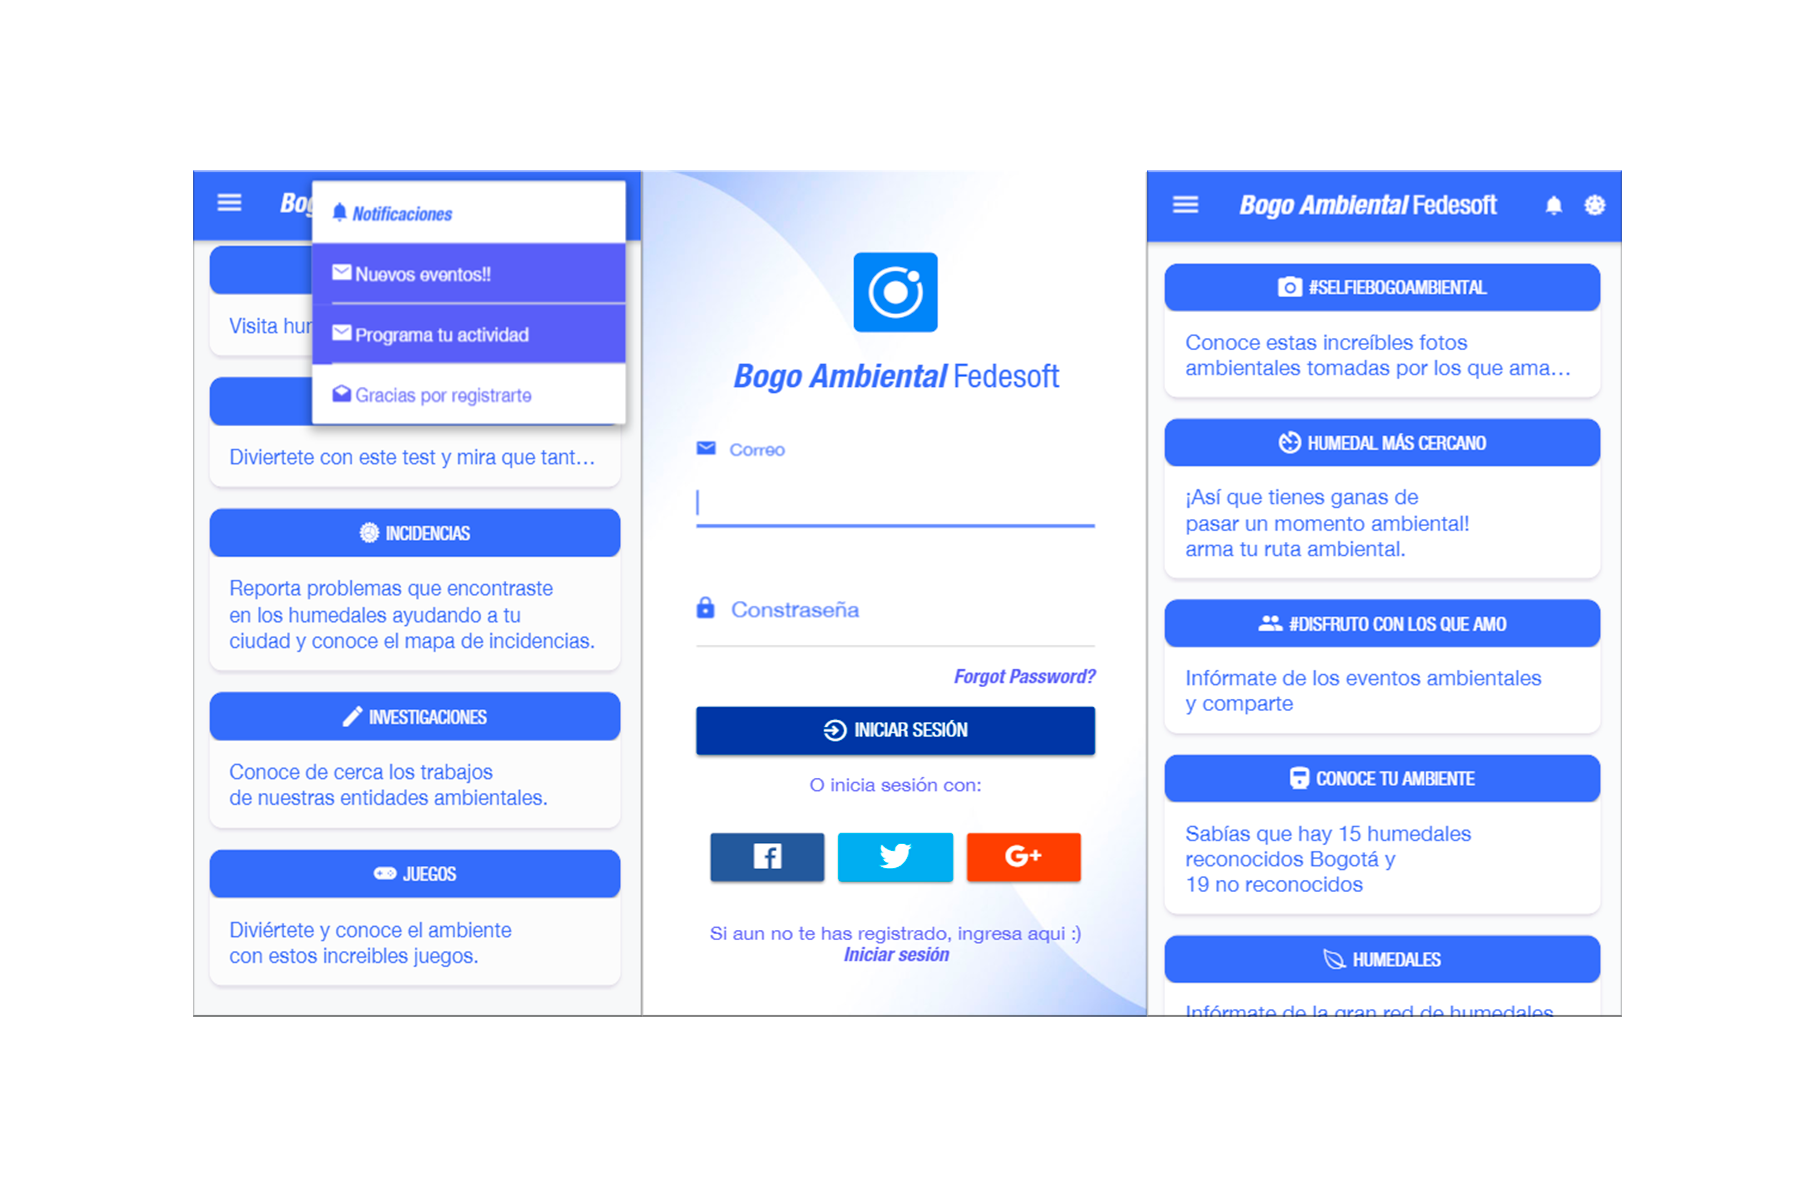 Bog
Notificaciones
Nuevos eventos!!
Programa tu actividad
Gracias por registrarte
Visita hu
Diviertete con este test y mira que tant...
INCIDENCIAS
Reporta problemas que encontraste
en los humedales ayudando a tu
ciudad y conoce el mapa de incidencias.
INVESTIGACIONES
Conoce de cerca los trabajos
de nuestras entidades ambientales.
JUEGOS
Diviértete y conoce el ambiente
con estos increibles juegos.
Bogo Ambiental Fedesoft
Correo
Constraseña
Forgot Password?
INICIAR SESIÓN
O inicia sesión con:
G+
Si aun no te has registrado, ingresa aqui :)
Iniciar sesión
Bogo Ambiental Fedesoft
#SELFIEBOGOAMBIENTAL
Conoce estas increíbles fotos
ambientales tomadas por los que ama...
HUMEDAL MÁS CERCANO
¡Así que tienes ganas de
pasar un momento ambiental!
arma tu ruta ambiental.
#DISFRUTO CON LOS QUE AMO
Infórmate de los eventos ambientales
y comparte
CONOCE TU AMBIENTE
Sabías que hay 15 humedales
reconocidos Bogotá y
19 no reconocidos
HUMEDALES
Infórmate de la gran red de humedales